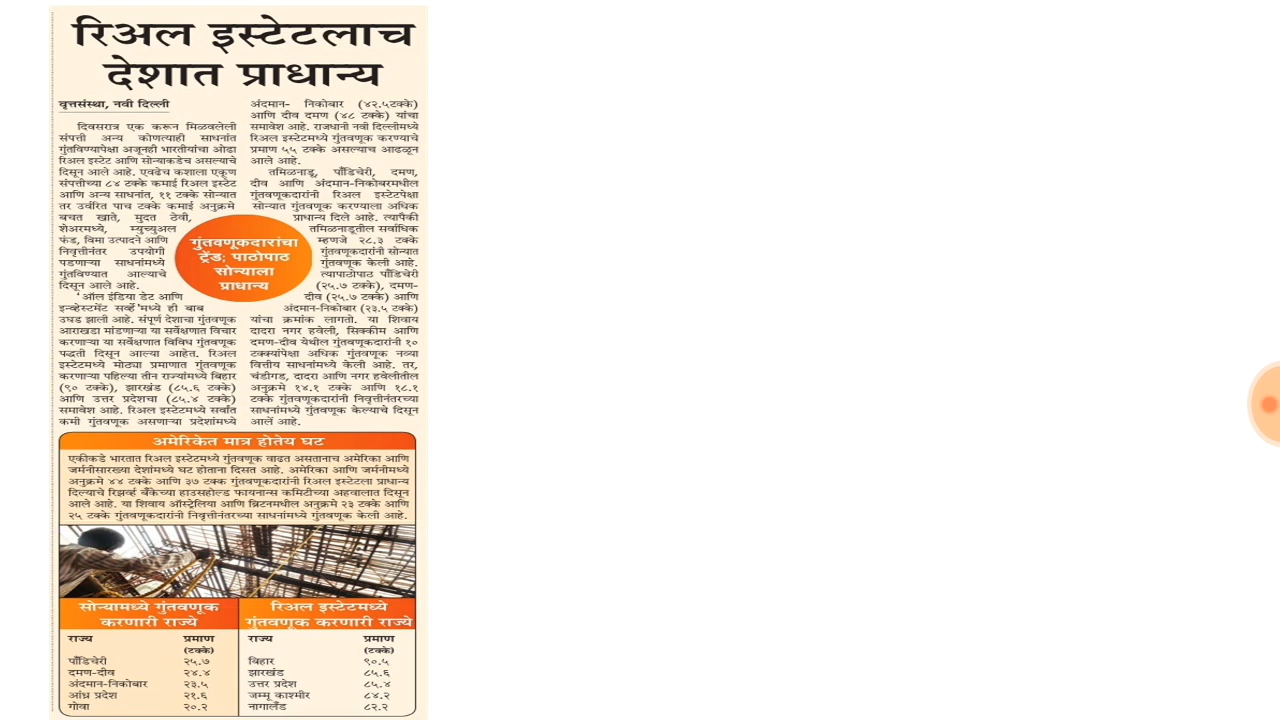 रिअल इस्टेटलाच
देशात प्राधान्य
वृत्तसंस्था, नवी दिल्ली
दिवसरात्र एक करून मिळवलेली
संपत्ती अन्य कोणत्याही साधनांत
गुंतविण्यापेक्षा अजूनही भारतीयांचा ओढा
रिअल इस्टेट आणि सोन्याकडेच असल्याचे
दिसून आले आहे. एवढेच कशाला एकूण
संपत्तीच्या ८४ टक्के कमाई रिअल इस्टेट
आणि अन्य साधनांत, ११ टक्के सोन्यात
तर उर्वरित पाच टक्के कमाई अनुक्रमे
बचत खाते, मुदत ठेवी,
शेअरमध्ये, म्युच्युअल
फंड, विमा उत्पादने आणि
निवृत्तीनंतर उपयोगी
पडणाऱ्या साधनांमध्ये
गुंतविण्यात आल्याचे
दिसून आले आहे.
'ऑल इंडिया डेट आणि
इन्व्हेस्टमेंट सर्व्हे'मध्ये ही बाब
उघड झाली आहे. संपूर्ण देशाचा गुंतवणूक
आराखडा मांडणाऱ्या या सर्वेक्षणात विचार
करणाऱ्या या सर्वेक्षणात विविध गुंतवणूक
पद्धती दिसून आल्या आहेत. रिअल
इस्टेटमध्ये मोठ्या प्रमाणात गुंतवणूक
करणाऱ्या पहिल्या तीन राज्यांमध्ये बिहार
(९० टक्के), झारखंड (८५.६ टक्के)
आणि उत्तर प्रदेशचा (८५.४ टक्के)
समावेश आहे. रिअल इस्टेटमध्ये सर्वांत
कमी गुंतवणूक असणाऱ्या प्रदेशांमध्ये
अंदमान- निकोबार (४२.५टक्के)
आणि दीव दमण (४८ टक्के) यांचा
समावेश आहे. राजधानी नवी दिल्लीमध्ये
रिअल इस्टेटमध्ये गुंतवणूक करण्याचे
प्रमाण ५५ टक्के असल्याच आढळून
आले आहे.
तमिळनाडू, पाँडिचेरी, दमण,
दीव आणि अंदमान-निकोबरमधील
गुंतवणूकदारांनी रिअल इस्टेटपेक्षा
सोन्यात गुंतवणूक करण्याला अधिक
प्राधान्य दिले आहे. त्यापैकी
तमिळनाडूतील सर्वाधिक
म्हणजे २८.३ टक्के
गुंतवणूकदारांनी सोन्यात
गुंतवणूक केली आहे.
त्यापाठोपाठ पाँडिचेरी
(२५.७ टक्के), दमण-
दीव (२५.७ टक्के) आणि
अंदमान-निकोबार (२३.५ टक्के)
यांचा क्रमांक लागतो. या शिवाय
दादरा नगर हवेली, सिक्कीम आणि
दमण-दीव येथील गुंतवणूकदारांनी १०
टक्क्यांपेक्षा अधिक गुंतवणूक नव्या
वित्तीय साधनांमध्ये केली आहे. तर,
चंडीगड, दादरा आणि नगर हवेलीतील
अनुक्रमे १४.१ टक्के आणि १८.१
टक्के गुंतवणूकदारांनी निवृत्तीनंतरच्या
साधनांमध्ये गुंतवणूक केल्याचे दिसून
आलें आहे.
गुंतवणूकदारांचा
ट्रेंड; पाठोपाठ
सोन्याला
प्राधान्य
अमेरिकेत मात्र होतेय घट
एकीकडे भारतात रिअल इस्टेटमध्ये गुंतवणूक वाढत असतानाच अमेरिका आणि
जर्मनीसारख्या देशांमध्ये घट होताना दिसत आहे. अमेरिका आणि जर्मनीमध्ये
अनुक्रमे ४४ टक्के आणि ३७ टक्क गुंतवणूकदारांनी रिअल इस्टेटला प्राधान्य
दिल्याचे रिझर्व्ह बँकेच्या हाउसहोल्ड फायनान्स कमिटीच्या अहवालात दिसून
आले आहे. या शिवाय ऑस्ट्रेलिया आणि ब्रिटनमधील अनुक्रमे २३ टक्के आणि
२५ टक्के गुंतवणूकदारांनी निवृत्तीनंतरच्या साधनांमध्ये गुंतवणूक केली आहे.
सोन्यामध्ये गुंतवणूक
करणारी राज्ये
राज्य प्रमाण
(टक्के)
पाँडिचेरी २५.७
दमण-दीव २४.४
अंदमान-निकोबार २३.५
आंध्र प्रदेश २१.६
गोवा २०.२
रिअल इस्टेटमध्ये
गुंतवणूक करणारी राज्ये
राज्य प्रमाण
(टक्के)
बिहार ९०.५
झारखंड ८५.६
उत्तर प्रदेश ८५.४
जम्मू काश्मीर ८४.२
नागालँड ८२.२